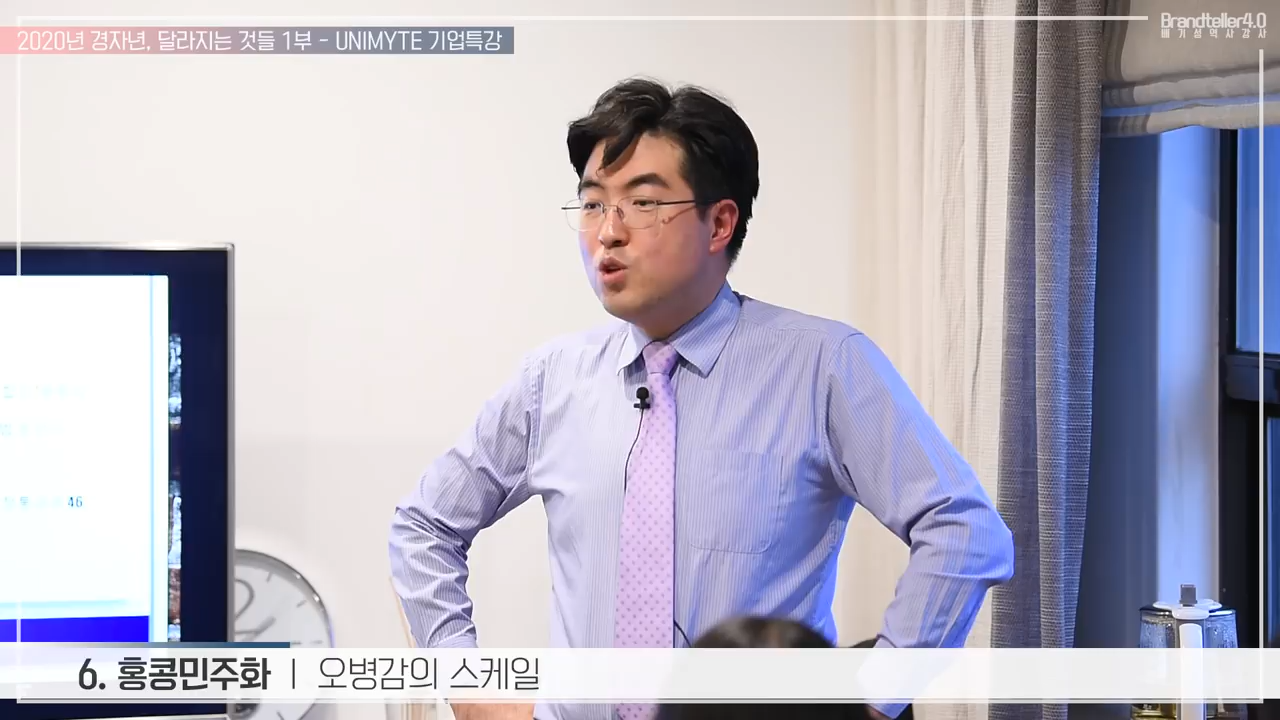 2020년 경자년, 달라지는 것들 1부 - UNIMYTE 기업특강
Brandteller4.0
배기성역사강사
46
6. 홍콩민주화 | 오병감의 스케일